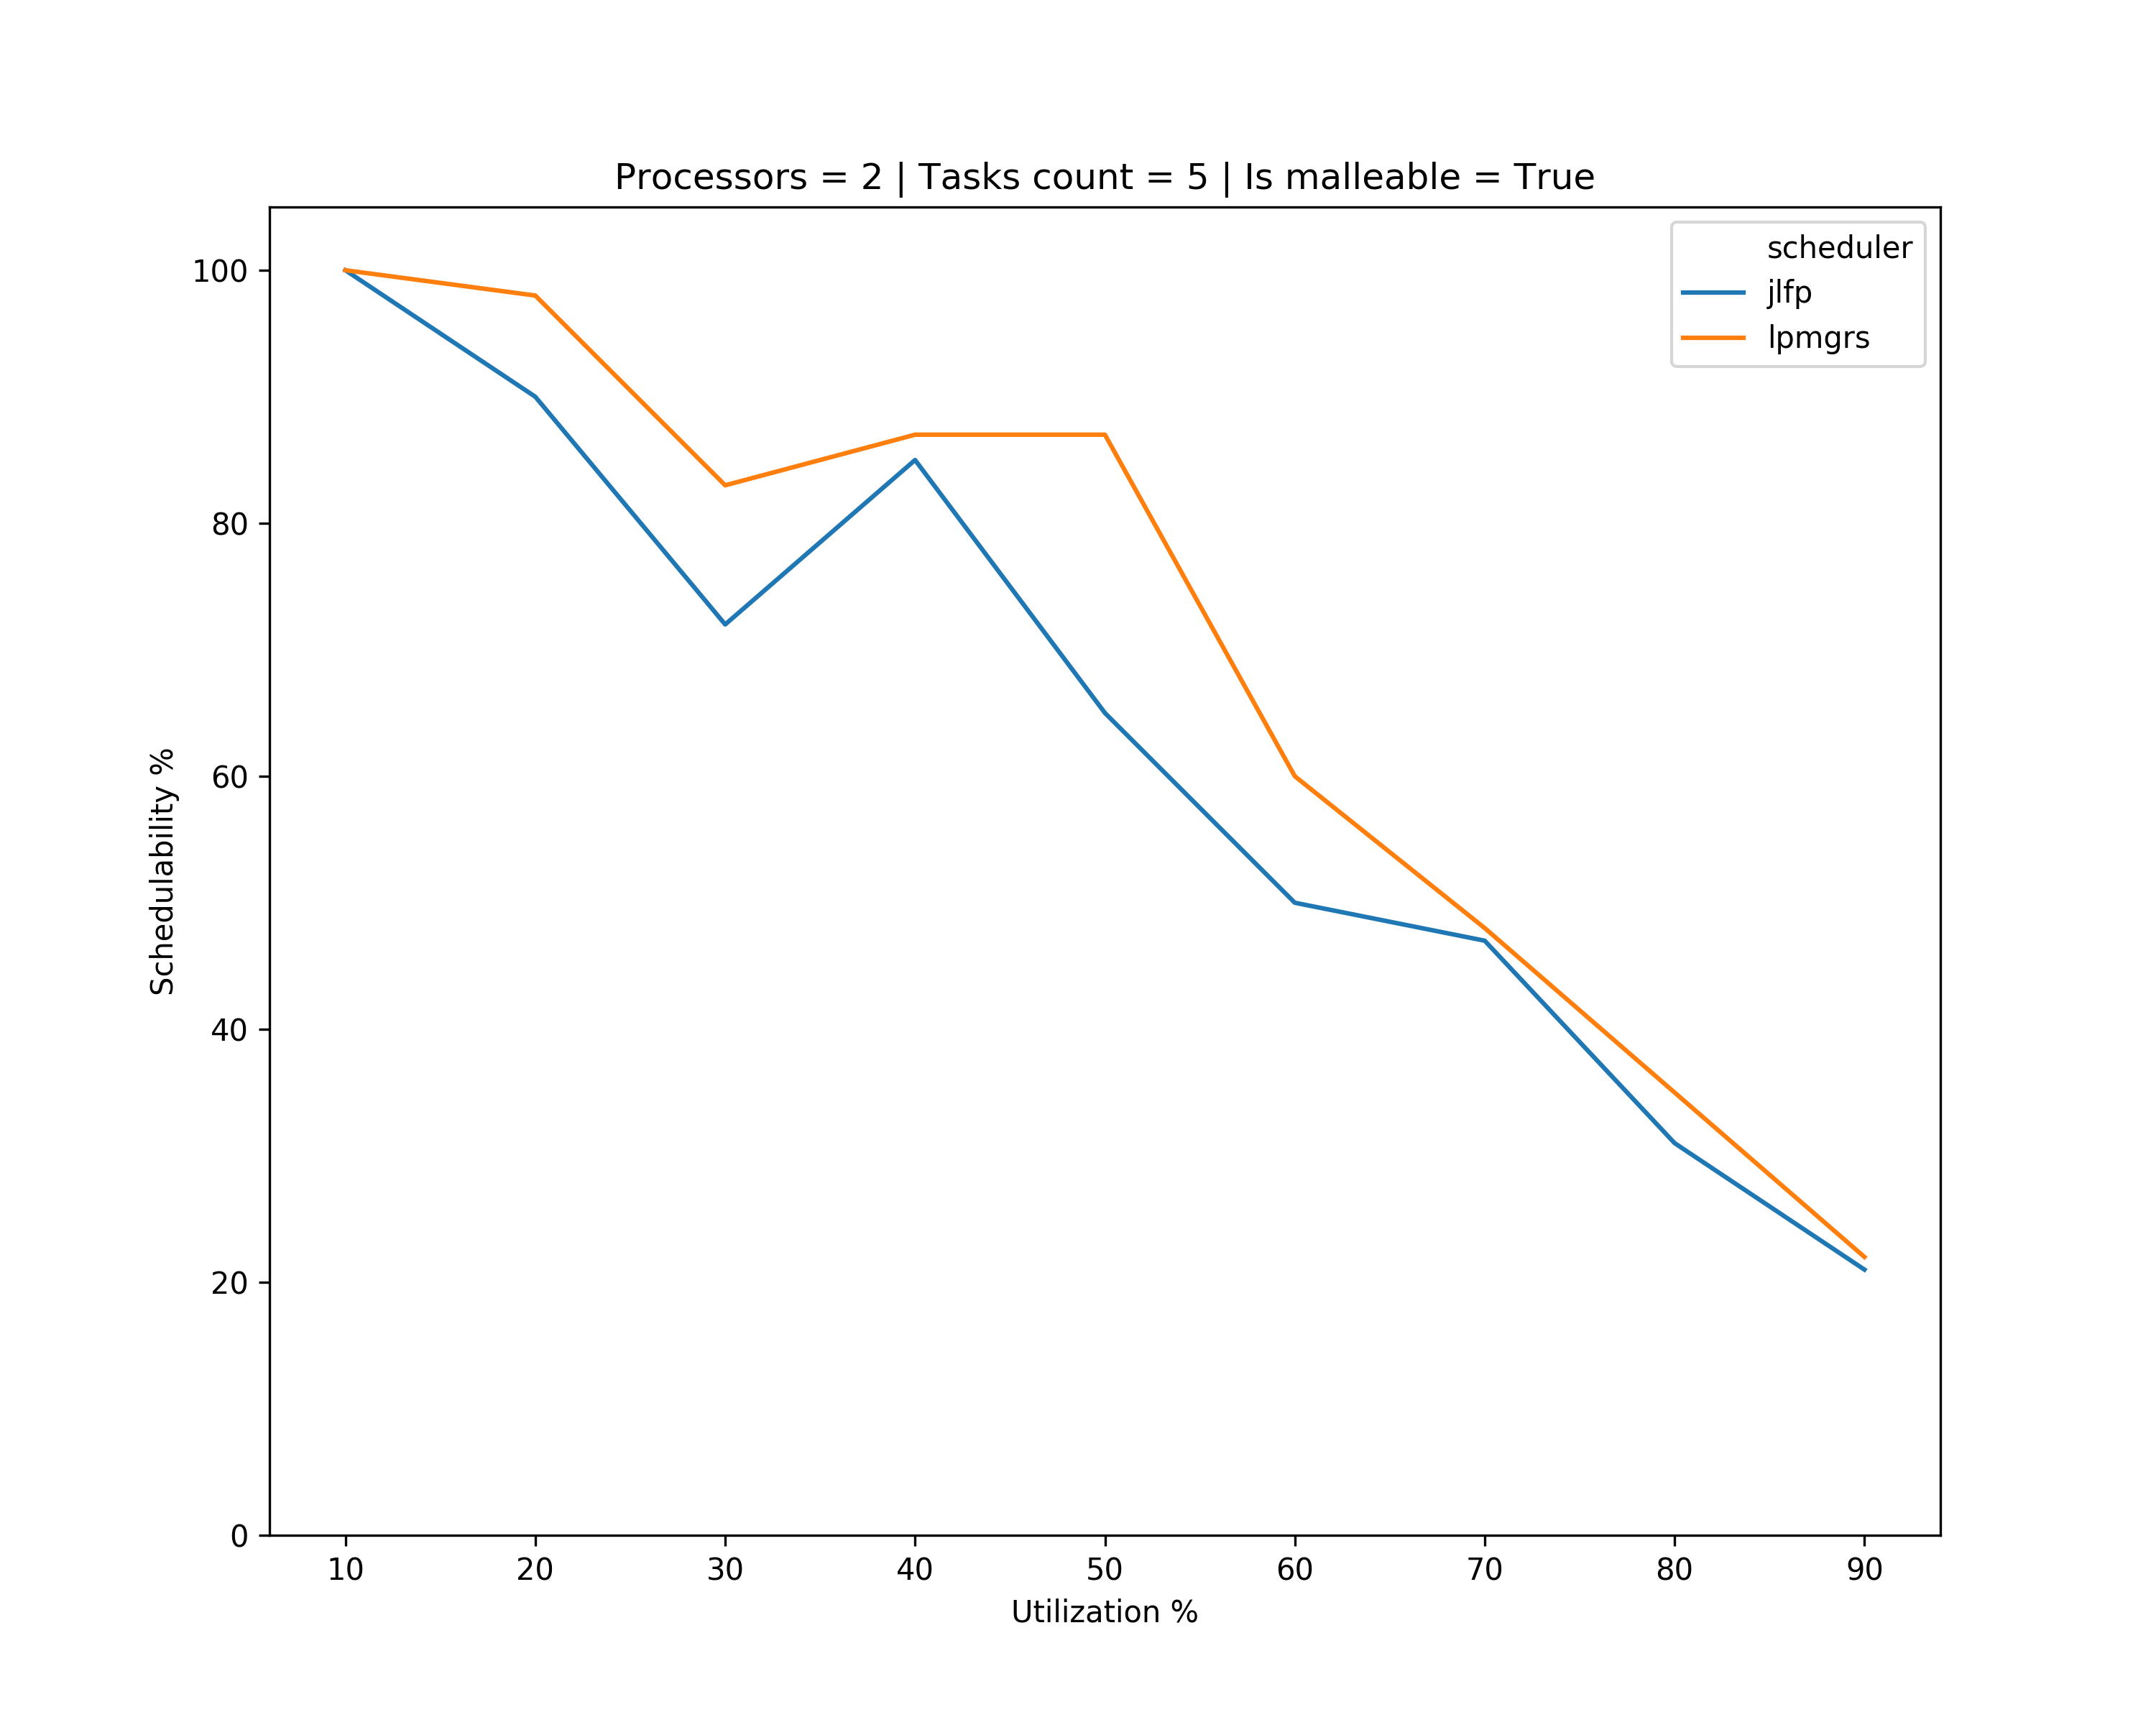 Processors = 2 | Tasks count = 5 | Is malleable = True
scheduler
jlfp
lpmgrs
100
80
60
40
20
0
Schedulability %
10 20 30 40 50 60 70 80 90
Utilization %